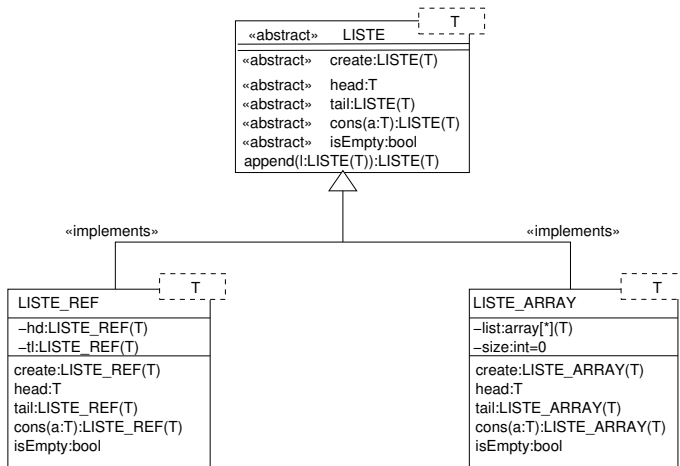 T
«abstract» LISTE
«abstract» create:LISTE(T)
«abstract» head:T
«abstract» tail:LISTE(T)
«abstract» cons(a:T):LISTE(T)
«abstract» isEmpty:bool
append(l:LISTE(T)):LISTE(T)
«implements» «implements»
T
LISTE_REF
−hd:LISTE_REF(T)
−tl:LISTE_REF(T)
create:LISTE_REF(T)
head:T
tail:LISTE_REF(T)
cons(a:T):LISTE_REF(T)
isEmpty:bool
T
LISTE_ARRAY
−list:array[*](T)
−size:int=0
create:LISTE_ARRAY(T)
head:T
tail:LISTE_ARRAY(T)
cons(a:T):LISTE_ARRAY(T)
isEmpty:bool